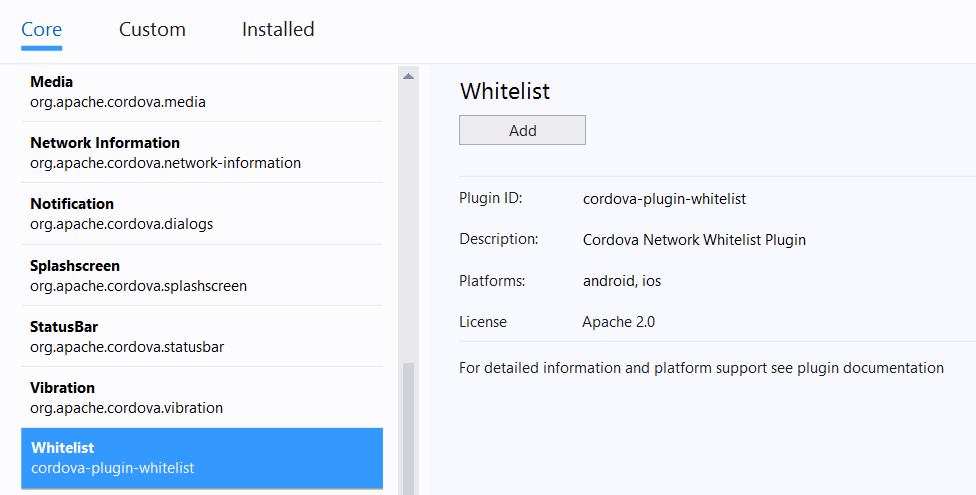 Core Custom Installed
Media
org.apache.cordova.media
Network Information
org.apache.cordova.network-information
Notification
org.apache.cordova.dialogs
Splashscreen
org.apache.cordova.splashscreen
StatusBar
org.apache.cordova.statusbar
Vibration
org.apache.cordova.vibration
Whitelist
cordova-plugin-whitelist
Whitelist
Add
Plugin ID: cordova-plugin-whitelist
Description: Cordova Network Whitelist Plugin
Platforms: android, ios
License Apache 2.0
For detailed information and platform support see plugin documentation